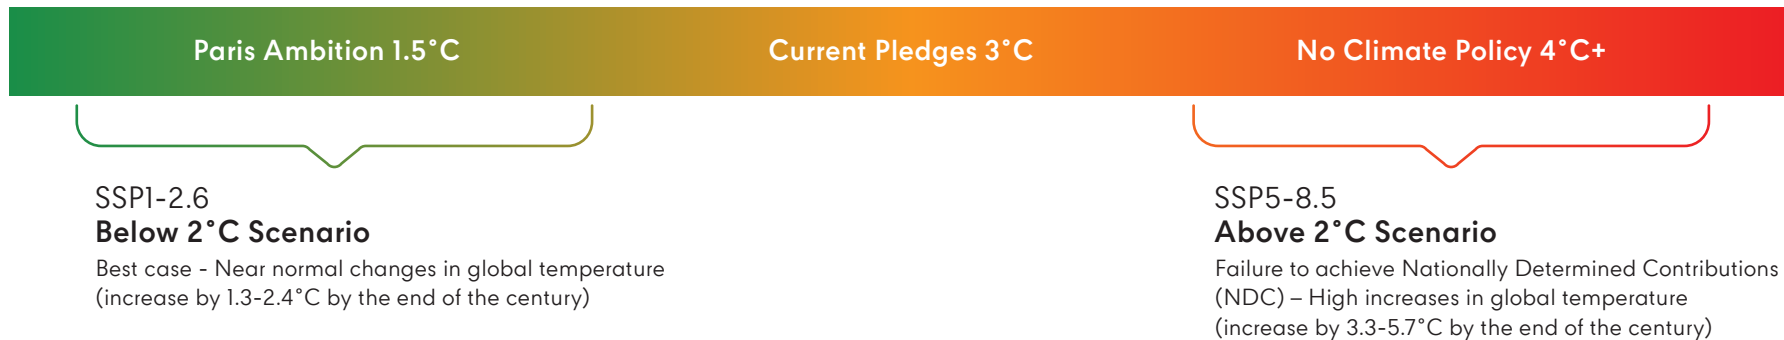 Paris Ambition 1.5°C
Current Pledges 3°C
No Climate Policy 4°C+
SSP1-2.6
Below 2°C Scenario
Best case - Near normal changes in global temperature
(increase by 1.3-2.4°C by the end of the century)
SSP5-8.5
Above 2°C Scenario
Failure to achieve Nationally Determined Contributions
(NDC) – High increases in global temperature
(increase by 3.3-5.7°C by the end of the century)